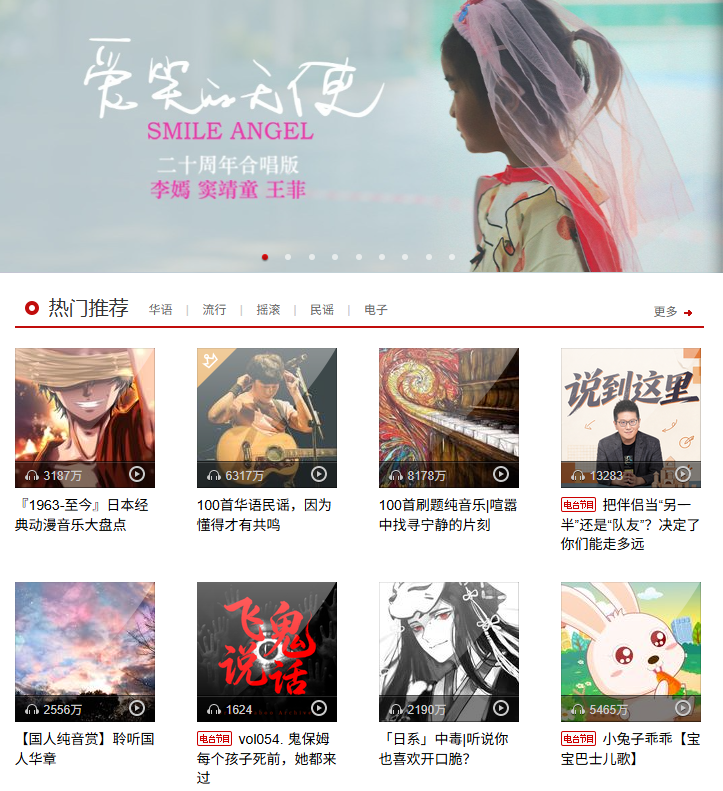 爱笑的天使
SMILE ANGEL
二十周年合唱版
李嫣 窦靖童 王菲
热门推荐 华语 | 流行 | 摇滚 | 民谣 | 电子 更多
说到这里
3187万
6317万
8178万
13283
『1963-至今』日本经
典动漫音乐大盘点
100首华语民谣，因为
懂得才有共鸣
100首刷题纯音乐|喧嚣
中找寻宁静的片刻
电台节目 把伴侣当“另一
半”还是“队友”？决定了
你们能走多远
飞鬼
说话
2556万
1624
2190万
5465万
【国人纯音赏】聆听国
人华章
电台节目 vol054. 鬼保姆
每个孩子死前，她都来
过
「日系」中毒|听说你
也喜欢开口脆？
电台节目 小兔子乖乖【宝
宝巴士儿歌】